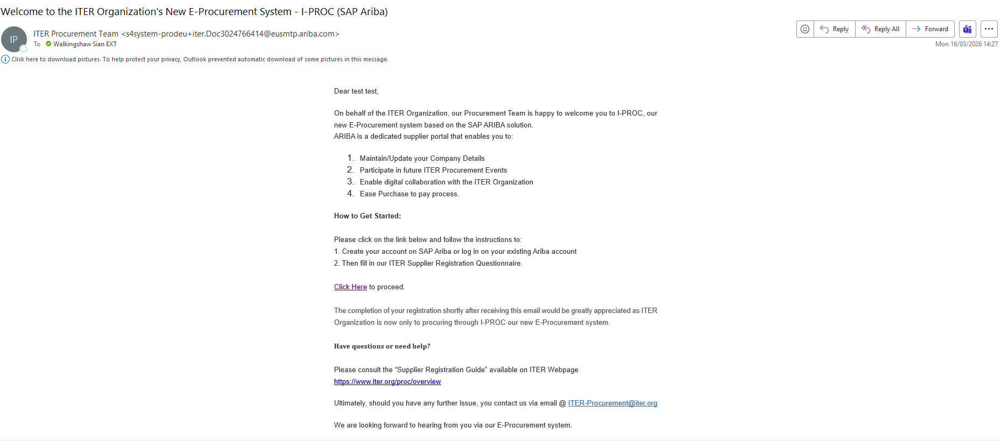 Welcome to the ITER Organization's New E-Procurement System - I-PROC (SAP Ariba)
IP
ITER Procurement Team <s4system-prodeu+iter.Doc3024766414@eusmtp.ariba.com>
To Walkingshaw Sian EXT
Reply
Reply All
Forward
Mon 16/03/2026 14:27
Click here to download pictures. To help protect your privacy, Outlook prevented automatic download of some pictures in this message.
Dear test test,
On behalf of the ITER Organization, our Procurement Team is happy to welcome you to I-PROC, our
new E-Procurement system based on the SAP ARIBA solution.
ARIBA is a dedicated supplier portal that enables you to:
1. Maintain/Update your Company Details
2. Participate in future ITER Procurement Events
3. Enable digital collaboration with the ITER Organization
4. Ease Purchase to pay process.
How to Get Started:
Please click on the link below and follow the instructions to:
1. Create your account on SAP Ariba or log in on your existing Ariba account
2. Then fill in our ITER Supplier Registration Questionnaire.
Click Here to proceed.
The completion of your registration shortly after receiving this email would be greatly appreciated as ITER
Organization is now only to procuring through I-PROC our new E-Procurement system.
Have questions or need help?
Please consult the “Supplier Registration Guide” available on ITER Webpage
https://www.iter.org/proc/overview
Ultimately, should you have any further issue, you contact us via email @ ITER-Procurement@iter.org
We are looking forward to hearing from you via our E-Procurement system.